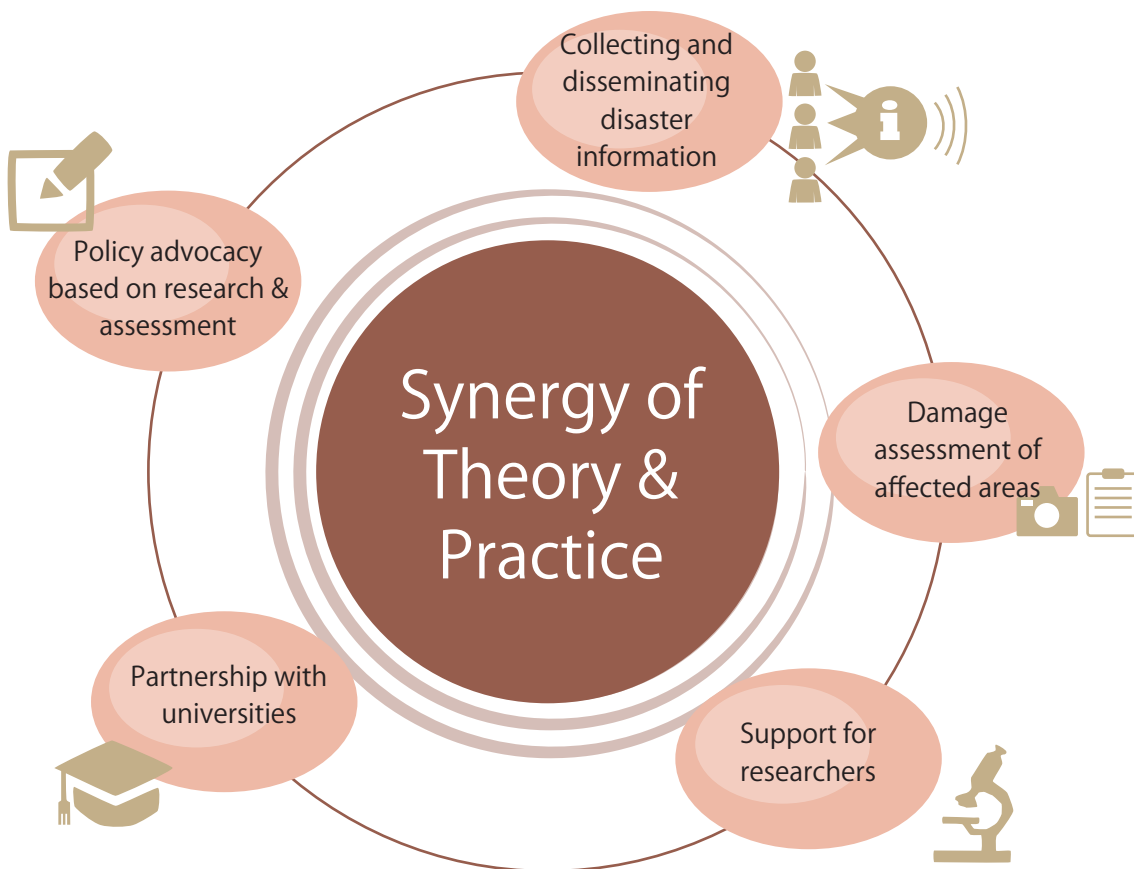 Collecting and
disseminating
disaster
information
i
Policy advocacy
based on research &
assessment
Synergy of
Theory &
Practice
Damage
assessment of
affected areas
Partnership with
universities
Support for
researchers